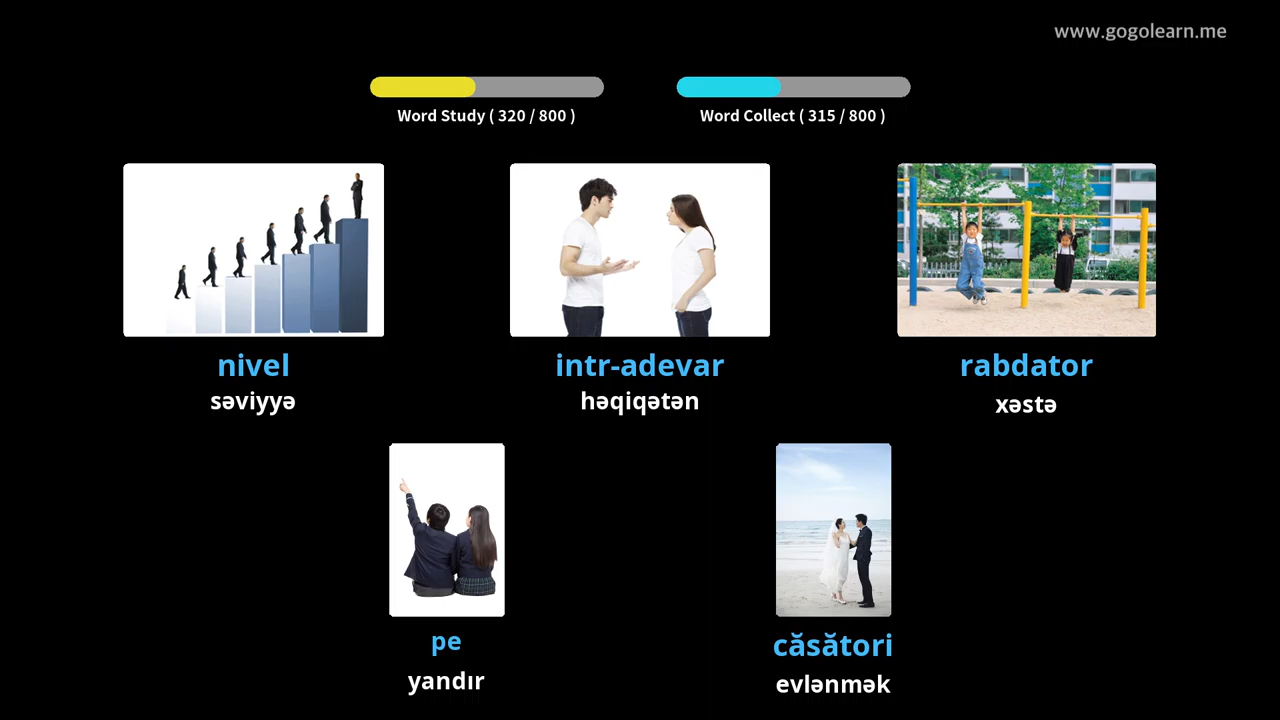 www.gogolearn.me
Word Study ( 320 / 800 )
Word Collect ( 315 / 800 )
nivel
səviyyə
intr-adevar
həqiqətən
rabdator
xəstə
pe
yandır
căsători
evlənmək